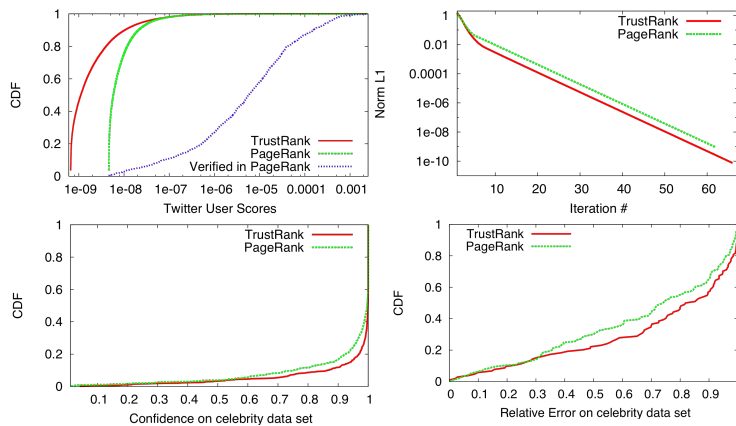 1
0.8
0.6
0.4
0.2
0
CDF
TrustRank
PageRank
Verified in PageRank
1e-09 1e-08 1e-07 1e-06 1e-05 0.0001 0.001
Twitter User Scores
1
0.01
0.0001
1e-06
1e-08
1e-10
Norm L1
TrustRank
PageRank
10 20 30 40 50 60
Iteration #
1
0.8
0.6
0.4
0.2
0
CDF
TrustRank
PageRank
0.1 0.2 0.3 0.4 0.5 0.6 0.7 0.8 0.9 1
Confidence on celebrity data set
1
0.8
0.6
0.4
0.2
0
CDF
TrustRank
PageRank
0 0.1 0.2 0.3 0.4 0.5 0.6 0.7 0.8 0.9
Relative Error on celebrity data set